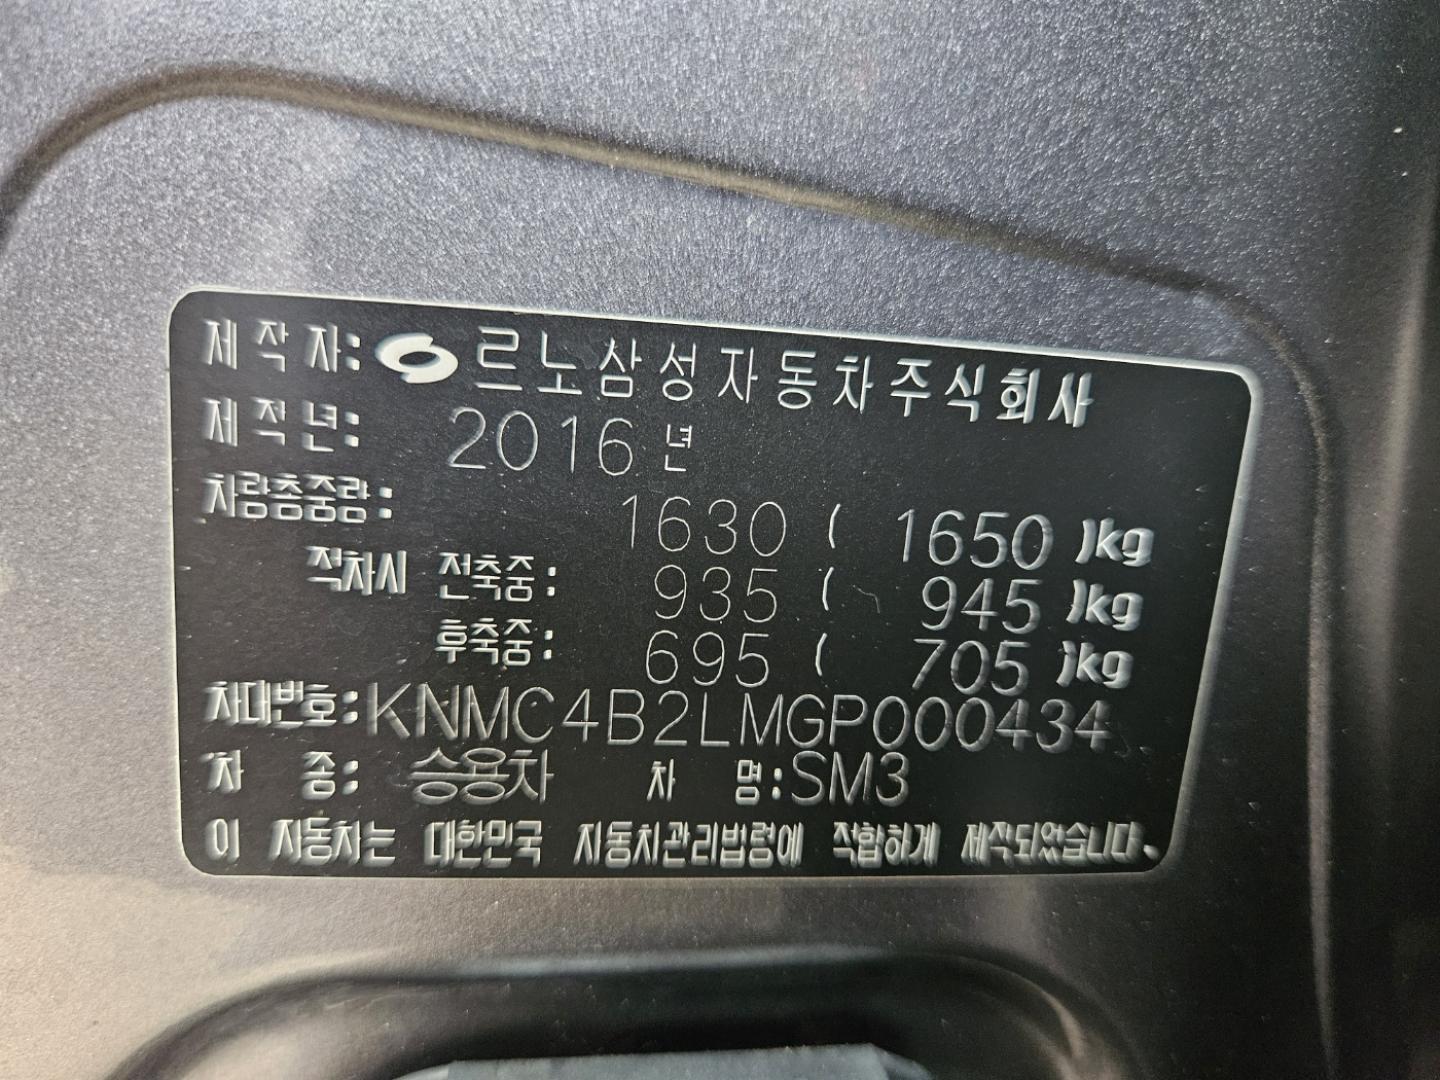 제작자: 르노삼성자동차주식회사
제작년: 2016 년
차량총중량: 1630 ( 1650 )kg
적차시 전축중: 935 ( 945 )kg
후축중: 695 ( 705 )kg
차대번호: KNMC4B2LMGP000434
차 종: 승용차 차 명: SM3
이 자동차는 대한민국 자동차관리법령에 적합하게 제작되었습니다.